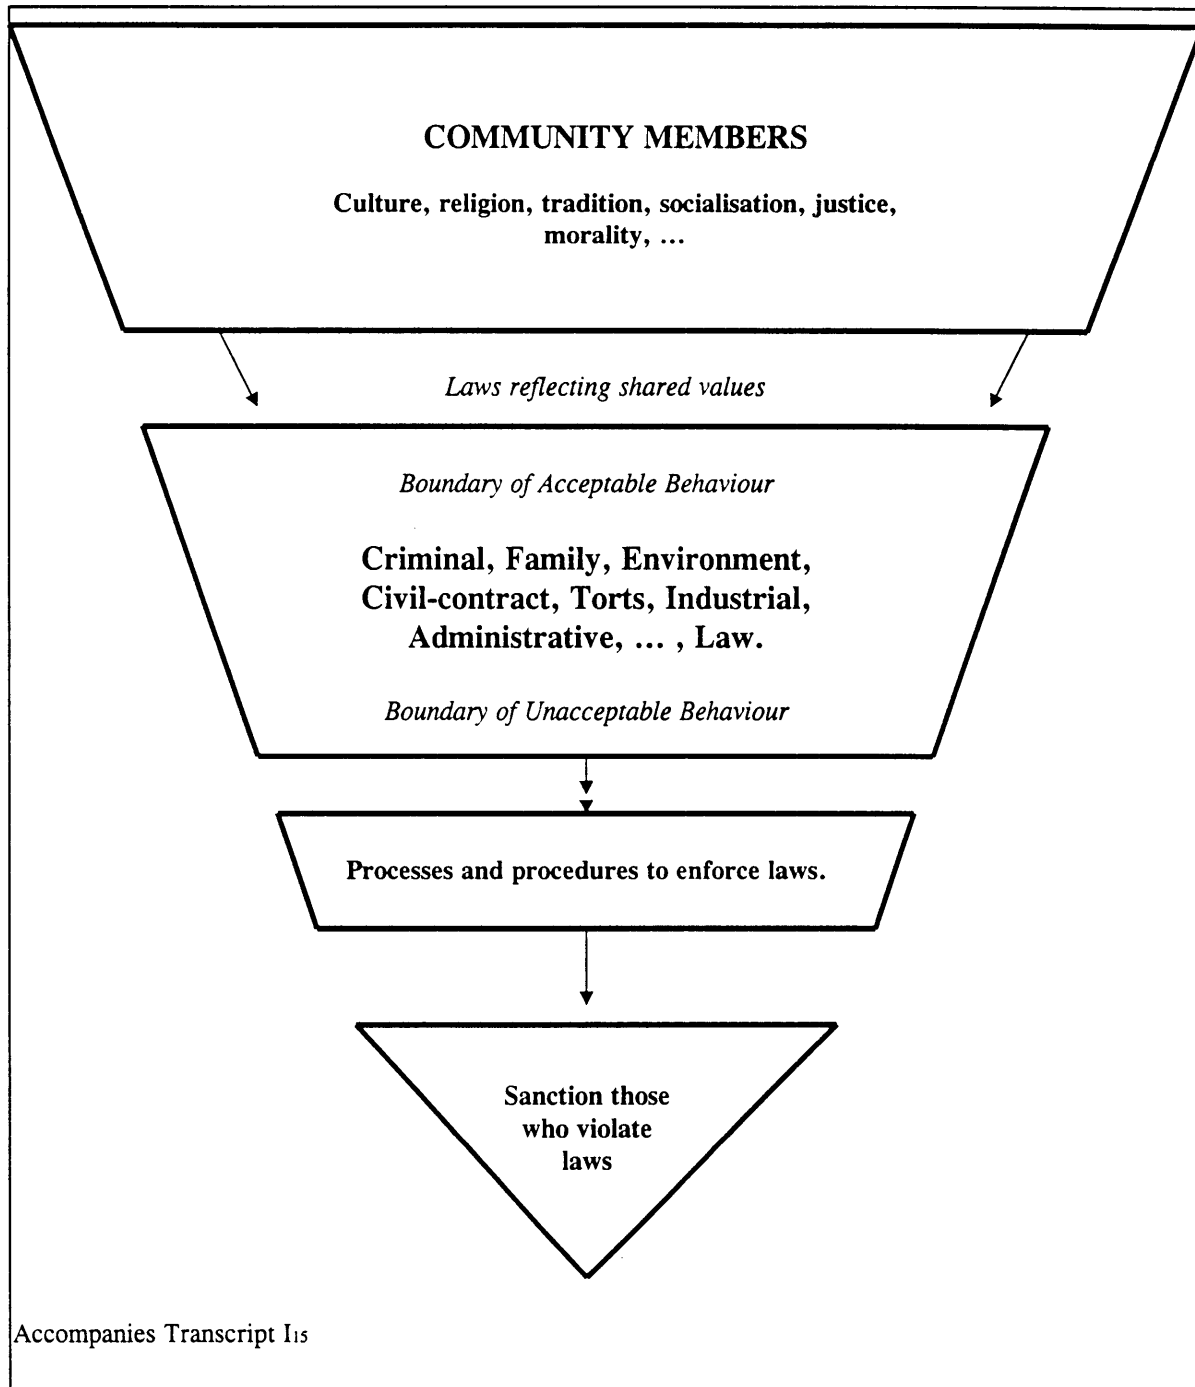 COMMUNITY MEMBERS
Culture, religion, tradition, socialisation, justice,
morality, ...
Laws reflecting shared values
Boundary of Acceptable Behaviour
Criminal, Family, Environment,
Civil-contract, Torts, Industrial,
Administrative, ... , Law.
Boundary of Unacceptable Behaviour
Processes and procedures to enforce laws.
Sanction those
who violate
laws
Accompanies Transcript I15